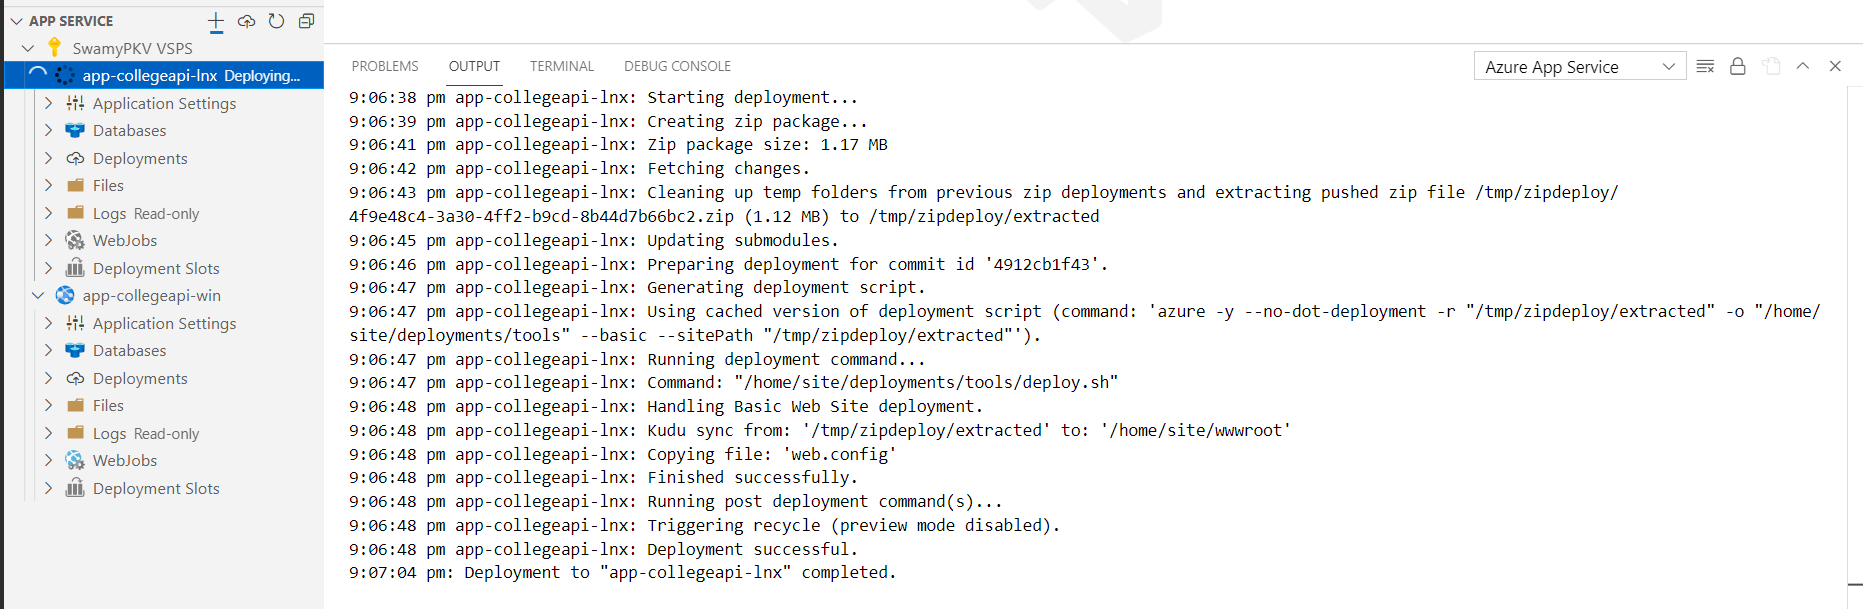 APP SERVICE
SwamyPKV VSPS
app-collegeapi-lnx Deploying...
Application Settings
Databases
Deployments
Files
Logs Read-only
WebJobs
Deployment Slots
app-collegeapi-win
Application Settings
Databases
Deployments
Files
Logs Read-only
WebJobs
Deployment Slots
PROBLEMS OUTPUT TERMINAL DEBUG CONSOLE
Azure App Service
9:06:38 pm app-collegeapi-lnx: Starting deployment...
9:06:39 pm app-collegeapi-lnx: Creating zip package...
9:06:41 pm app-collegeapi-lnx: Zip package size: 1.17 MB
9:06:42 pm app-collegeapi-lnx: Fetching changes.
9:06:43 pm app-collegeapi-lnx: Cleaning up temp folders from previous zip deployments and extracting pushed zip file /tmp/zipdeploy/
4f9e48c4-3a30-4ff2-b9cd-8b44d7b66bc2.zip (1.12 MB) to /tmp/zipdeploy/extracted
9:06:45 pm app-collegeapi-lnx: Updating submodules.
9:06:46 pm app-collegeapi-lnx: Preparing deployment for commit id '4912cb1f43'.
9:06:47 pm app-collegeapi-lnx: Generating deployment script.
9:06:47 pm app-collegeapi-lnx: Using cached version of deployment script (command: 'azure -y --no-dot-deployment -r "/tmp/zipdeploy/extracted" -o "/home/
site/deployments/tools" --basic --sitePath "/tmp/zipdeploy/extracted"').
9:06:47 pm app-collegeapi-lnx: Running deployment command...
9:06:47 pm app-collegeapi-lnx: Command: "/home/site/deployments/tools/deploy.sh"
9:06:48 pm app-collegeapi-lnx: Handling Basic Web Site deployment.
9:06:48 pm app-collegeapi-lnx: Kudu sync from: '/tmp/zipdeploy/extracted' to: '/home/site/wwwroot'
9:06:48 pm app-collegeapi-lnx: Copying file: 'web.config'
9:06:48 pm app-collegeapi-lnx: Finished successfully.
9:06:48 pm app-collegeapi-lnx: Running post deployment command(s)...
9:06:48 pm app-collegeapi-lnx: Triggering recycle (preview mode disabled).
9:06:48 pm app-collegeapi-lnx: Deployment successful.
9:07:04 pm: Deployment to "app-collegeapi-lnx" completed.